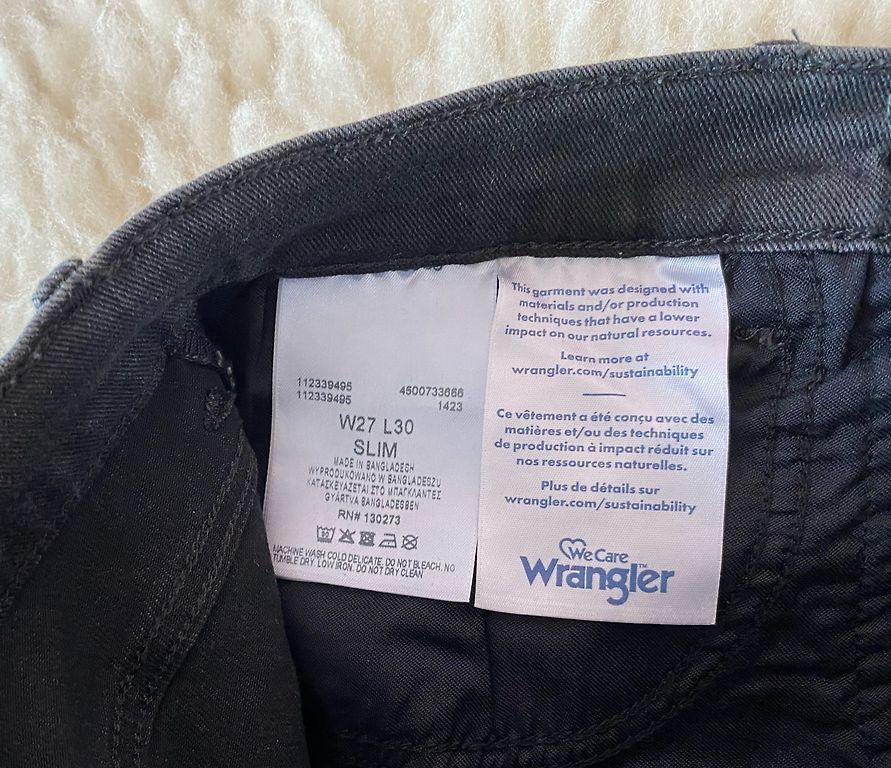 112339495 4500733666
112339495 1423
W27 L30
SLIM
MADE IN BANGLADESH
WYPRODUKOWANO W BANGLADESZU
ΚΑΤΑΣΚΕΥΑΖΕΤΑΙ ΣΤΟ ΜΠΑΓΚΛΑΝΤΕΣ
GYÁRTVA BANGLADESBEN
RN# 130273
MACHINE WASH COLD DELICATE. DO NOT BLEACH. NO
TUMBLE DRY. LOW IRON. DO NOT DRY CLEAN
This garment was designed with
materials and/or production
techniques that have a lower
impact on our natural resources.
Learn more at
wrangler.com/sustainability
Ce vêtement a été conçu avec des
matières et/ou des techniques
de production à impact réduit sur
nos ressources naturelles.
Plus de détails sur
wrangler.com/sustainability
We Care
Wrangler™